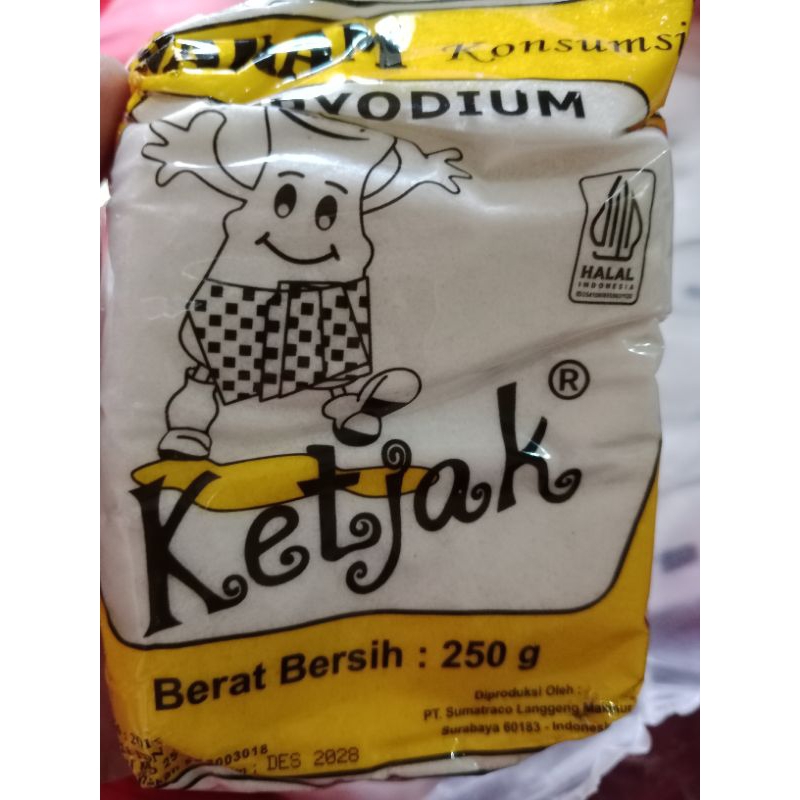 Konsumsi
YODIUM
HALAL
INDONESIA
®
Ketjak
Berat Bersih : 250 g
Diproduksi Oleh :
PT. Sumatraco Langgeng
Surabaya 60183 - Indonesi
DES 2028